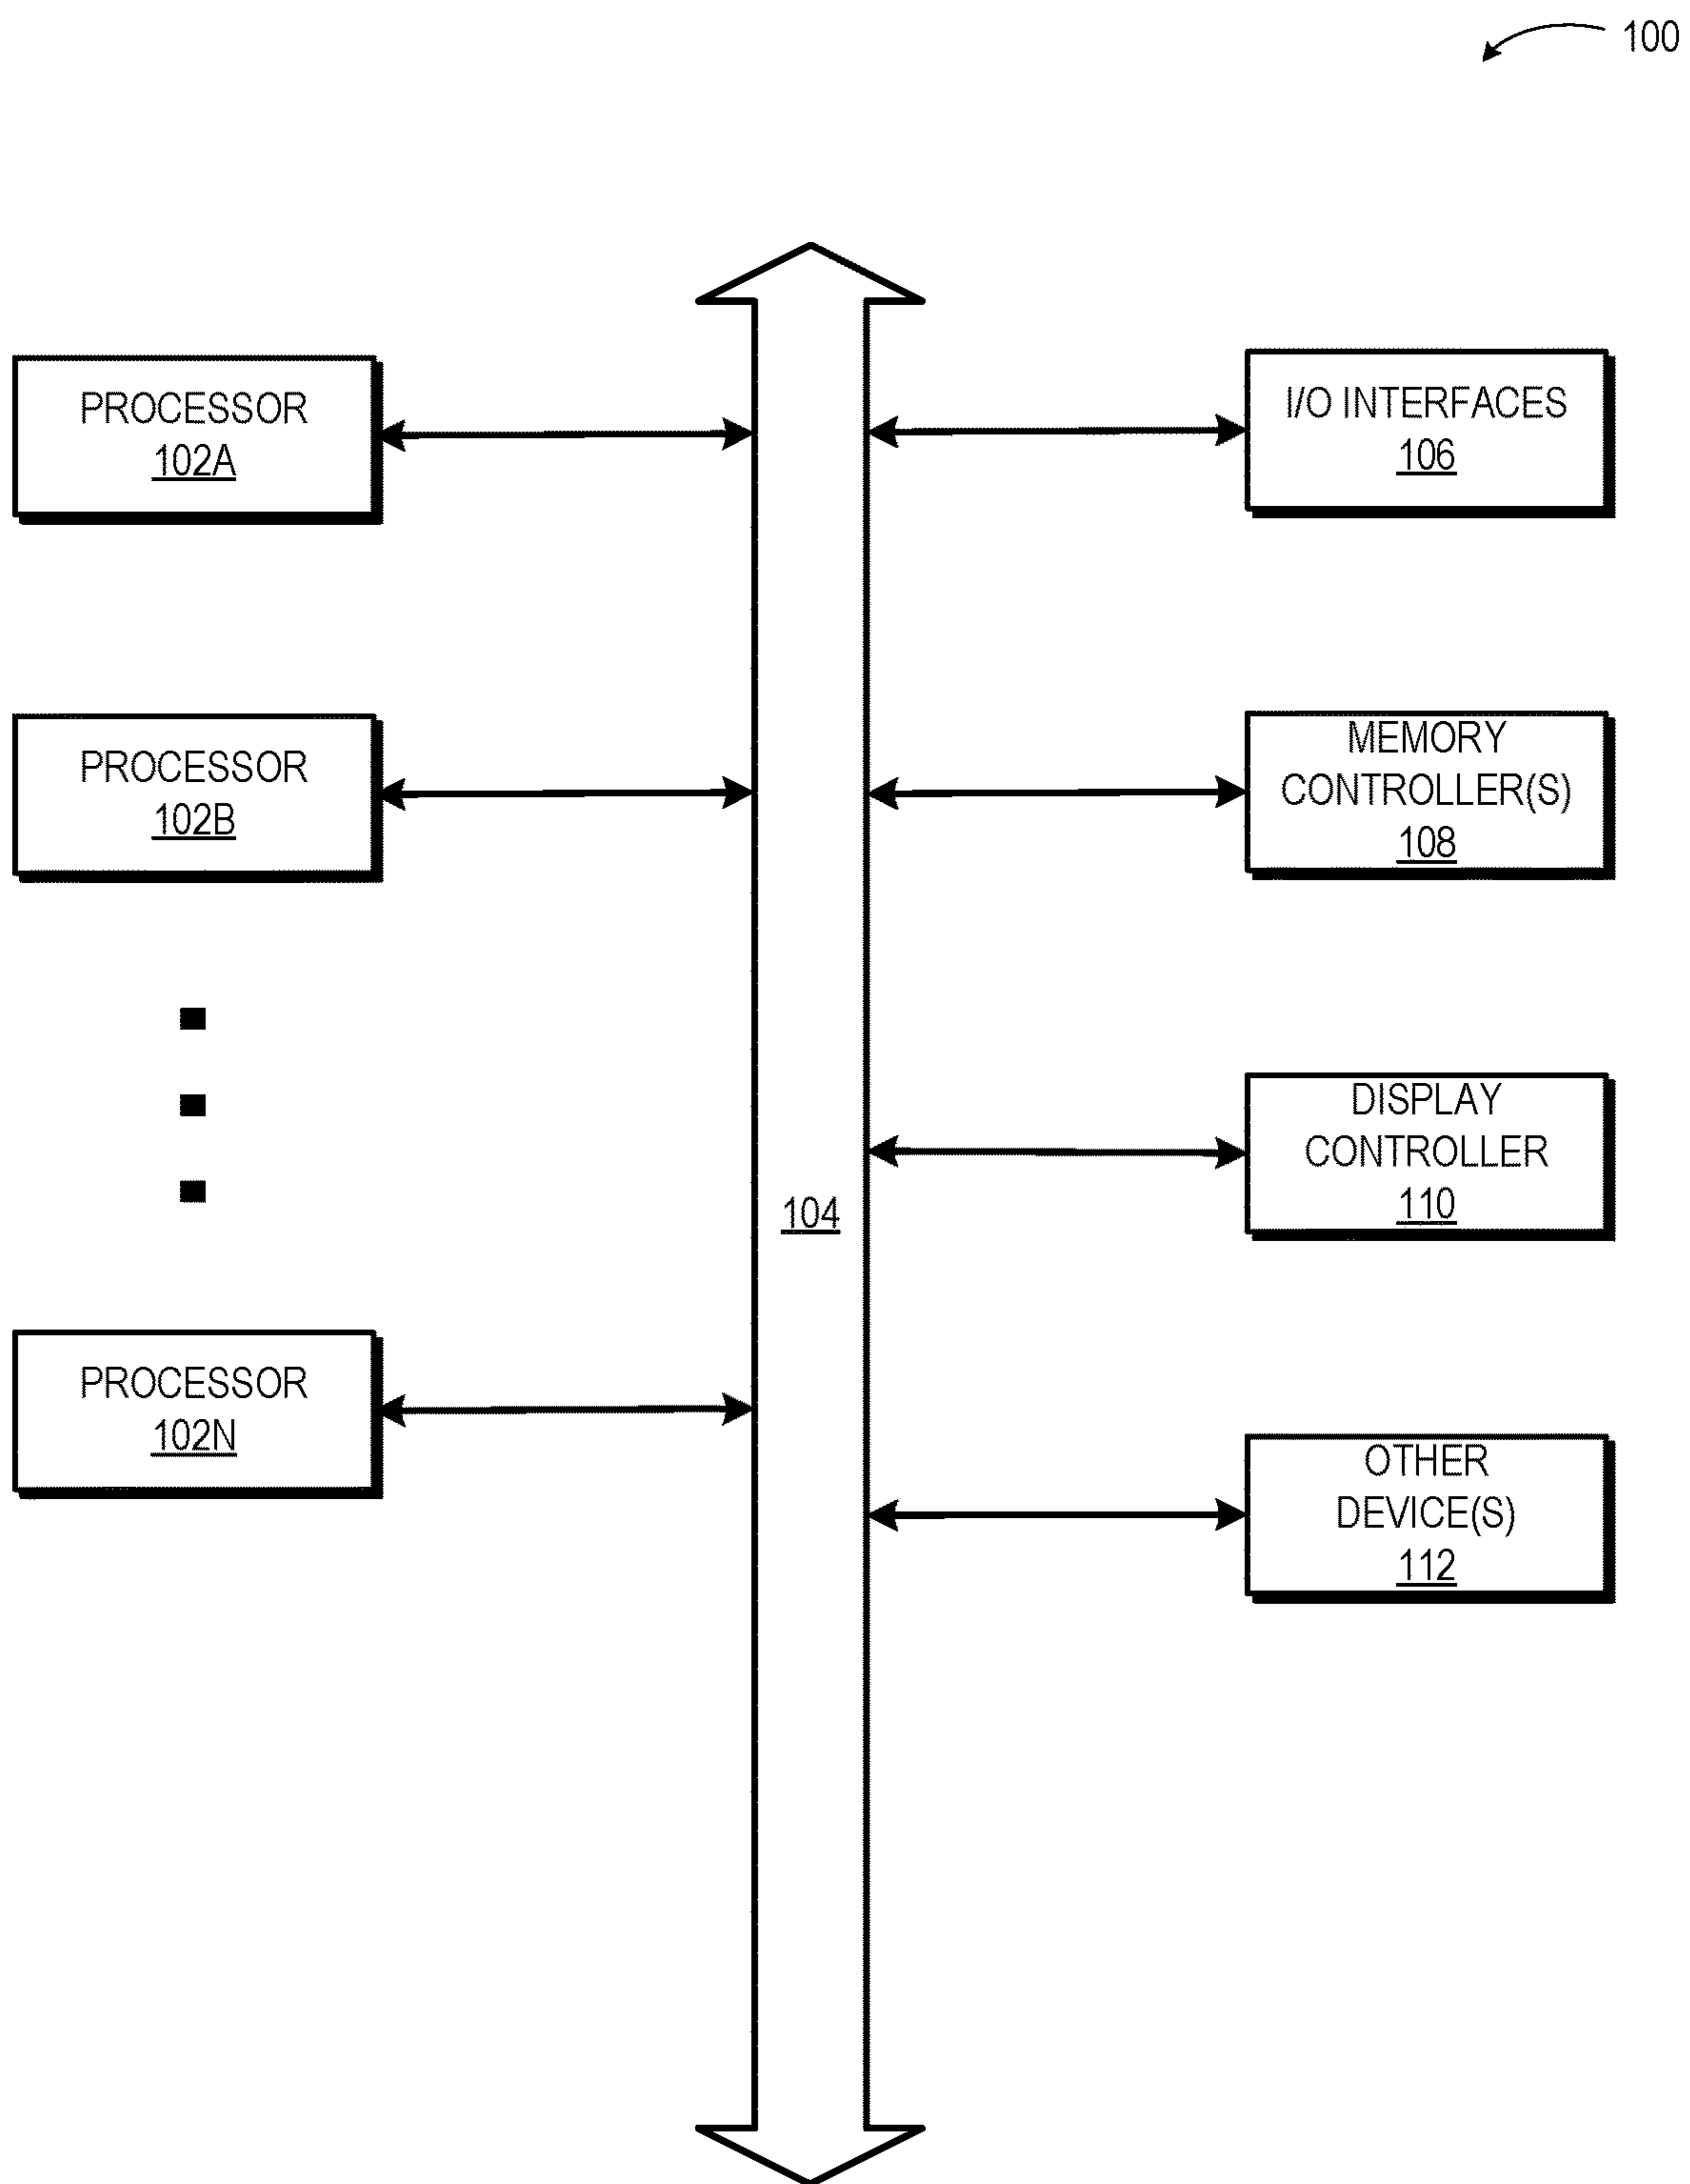 100
PROCESSOR
102A
I/O INTERFACES
106
PROCESSOR
102B
MEMORY
CONTROLLER(S)
108
DISPLAY
CONTROLLER
110
104
PROCESSOR
102N
OTHER
DEVICE(S)
112